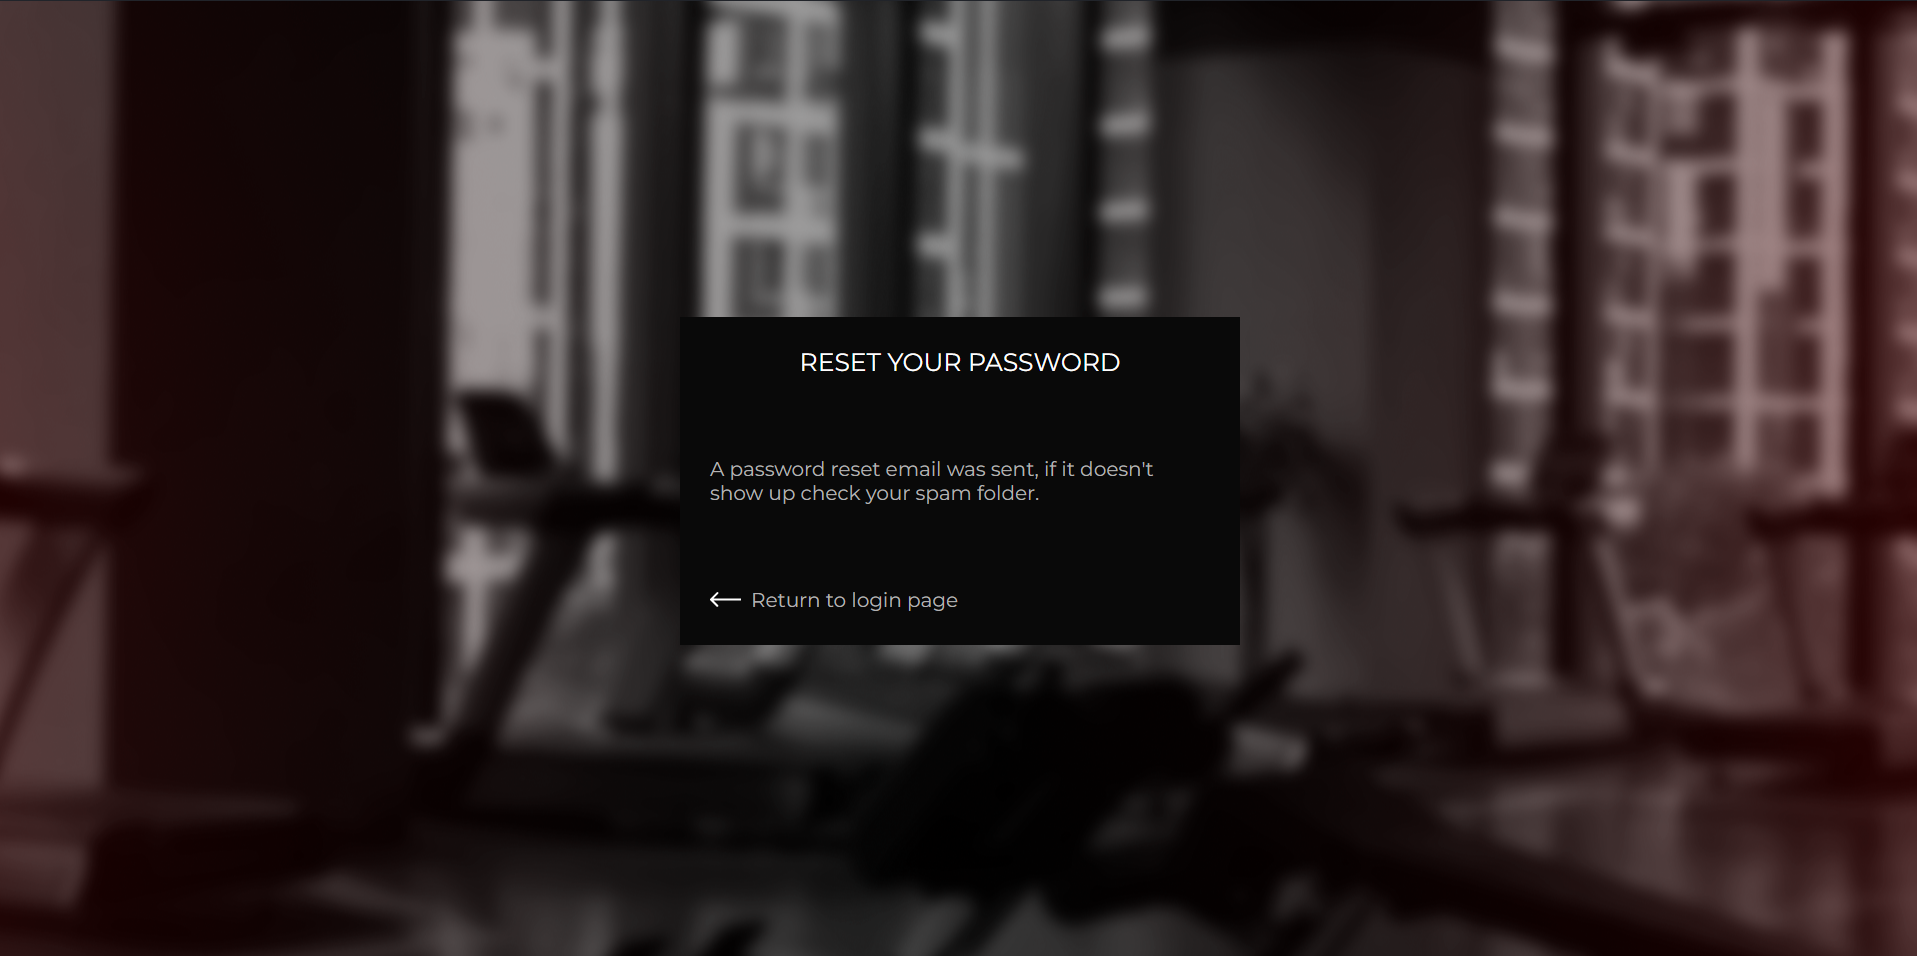 RESET YOUR PASSWORD
A password reset email was sent, if it doesn't
show up check your spam folder.
Return to login page